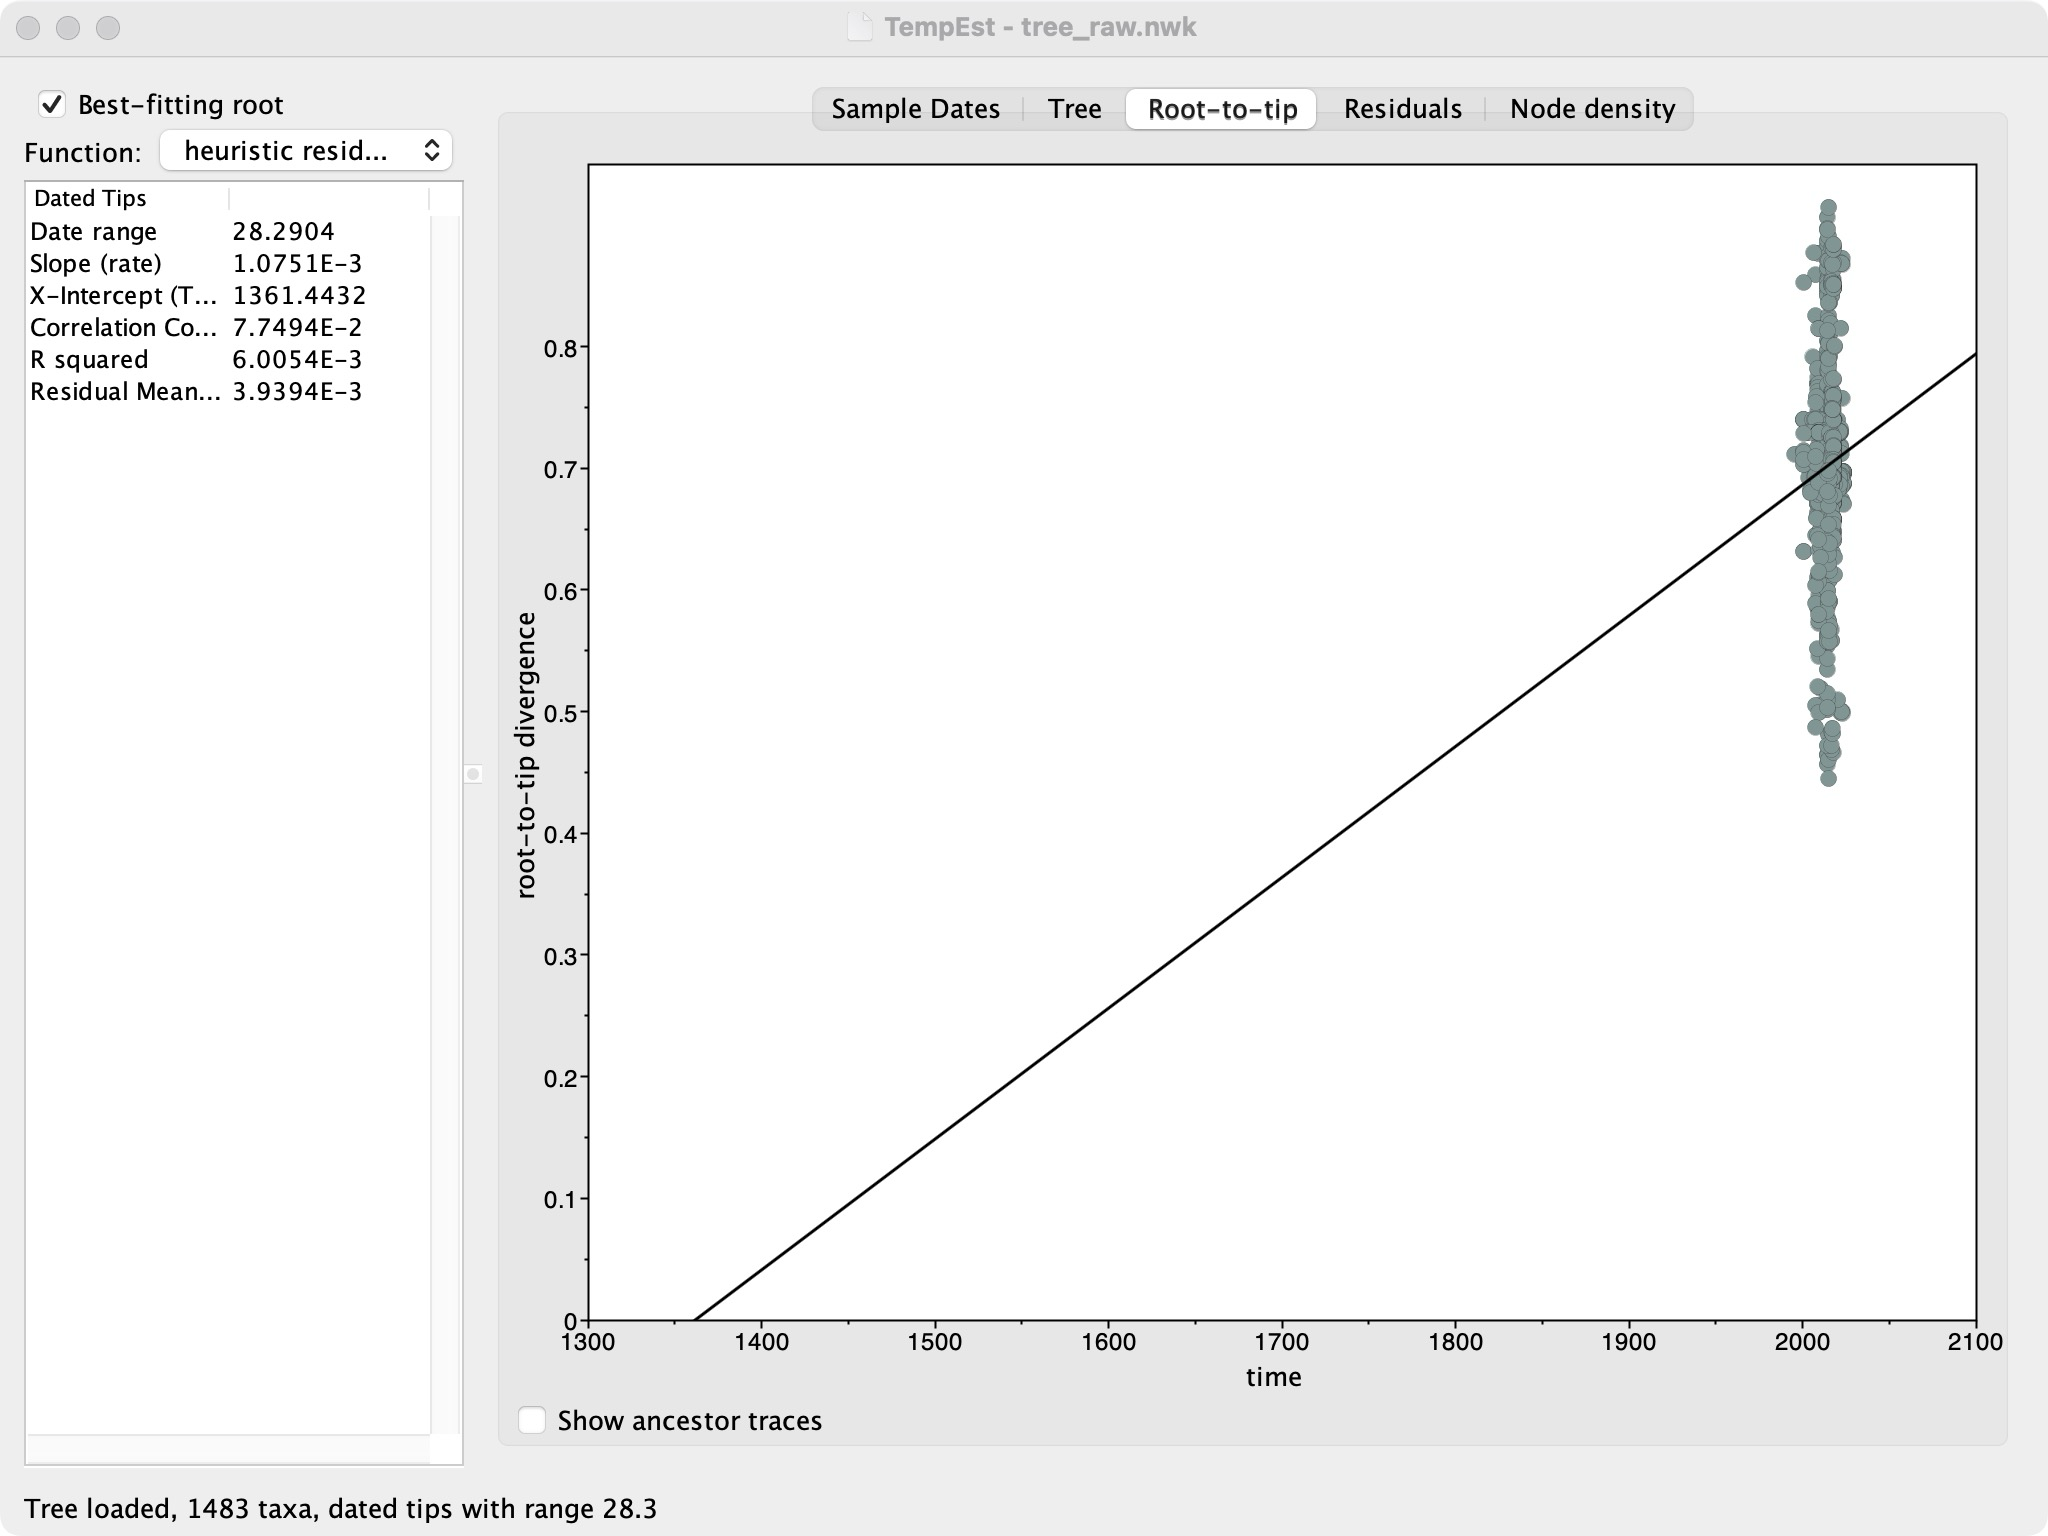 TempEst - tree_raw.nwk
Best-fitting root
Function: heuristic resid...
Sample Dates Tree Root-to-tip Residuals Node density
Dated Tips
Date range 28.2904
Slope (rate) 1.0751E-3
X-Intercept (T... 1361.4432
Correlation Co... 7.7494E-2
R squared 6.0054E-3
Residual Mean... 3.9394E-3
root-to-tip divergence
0.8
0.7
0.6
0.5
0.4
0.3
0.2
0.1
0
1300 1400 1500 1600 1700 1800 1900 2000 2100
time
Show ancestor traces
Tree loaded, 1483 taxa, dated tips with range 28.3